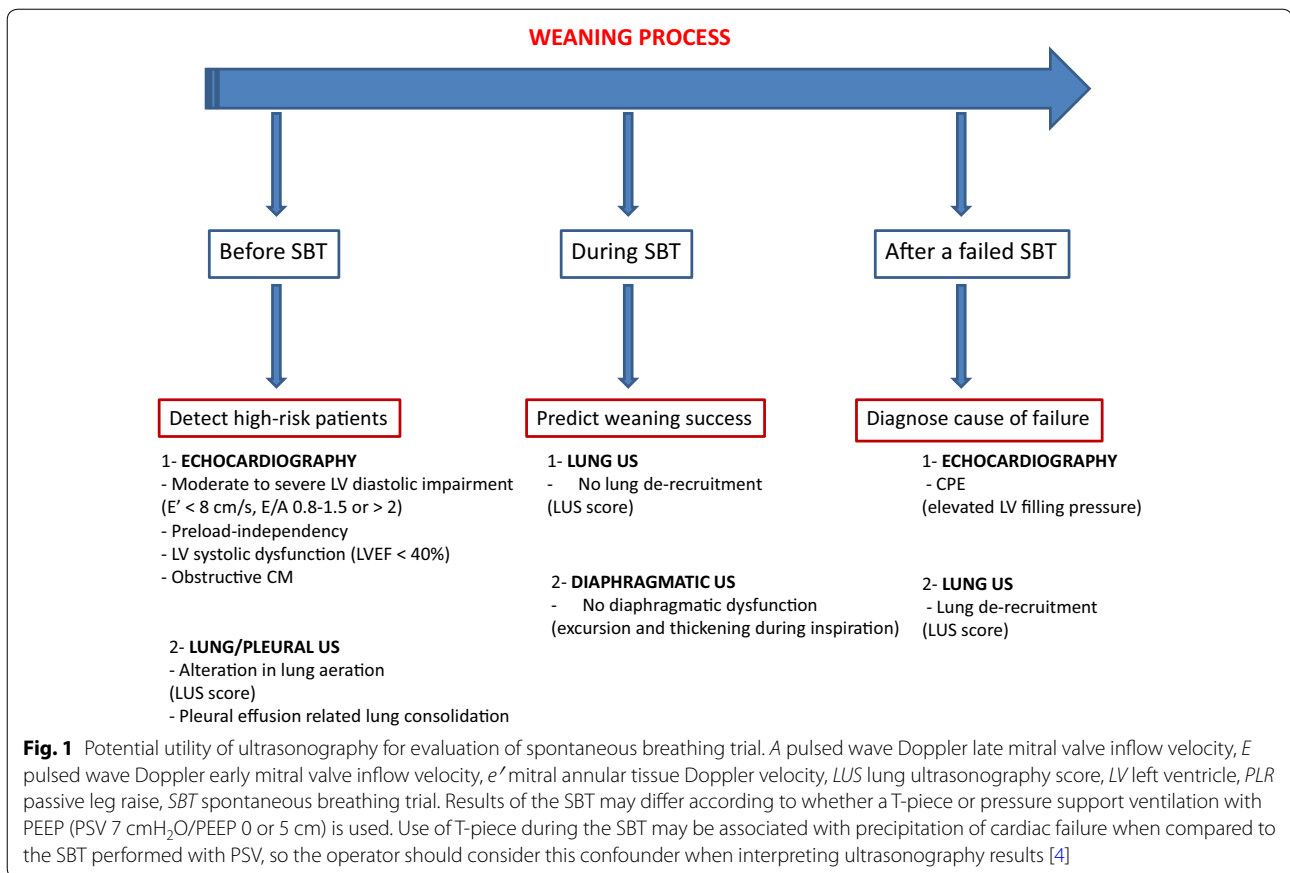 WEANING PROCESS
Before SBT
During SBT
After a failed SBT
Detect high-risk patients
1- ECHOCARDIOGRAPHY
- Moderate to severe LV diastolic impairment
(E' < 8 cm/s, E/A 0.8-1.5 or > 2)
- Preload-independency
- LV systolic dysfunction (LVEF < 40%)
- Obstructive CM
2- LUNG/PLEURAL US
- Alteration in lung aeration
(LUS score)
- Pleural effusion related lung consolidation
Predict weaning success
1- LUNG US
- No lung de-recruitment
(LUS score)
2- DIAPHRAGMATIC US
- No diaphragmatic dysfunction
(excursion and thickening during inspiration)
Diagnose cause of failure
1- ECHOCARDIOGRAPHY
- CPE
(elevated LV filling pressure)
2- LUNG US
- Lung de-recruitment
(LUS score)
Fig. 1 Potential utility of ultrasonography for evaluation of spontaneous breathing trial. A pulsed wave Doppler late mitral valve inflow velocity, E
pulsed wave Doppler early mitral valve inflow velocity, e′ mitral annular tissue Doppler velocity, LUS lung ultrasonography score, LV left ventricle, PLR
passive leg raise, SBT spontaneous breathing trial. Results of the SBT may differ according to whether a T-piece or pressure support ventilation with
PEEP (PSV 7 cmH₂O/PEEP 0 or 5 cm) is used. Use of T-piece during the SBT may be associated with precipitation of cardiac failure when compared to
the SBT performed with PSV, so the operator should consider this confounder when interpreting ultrasonography results [4]